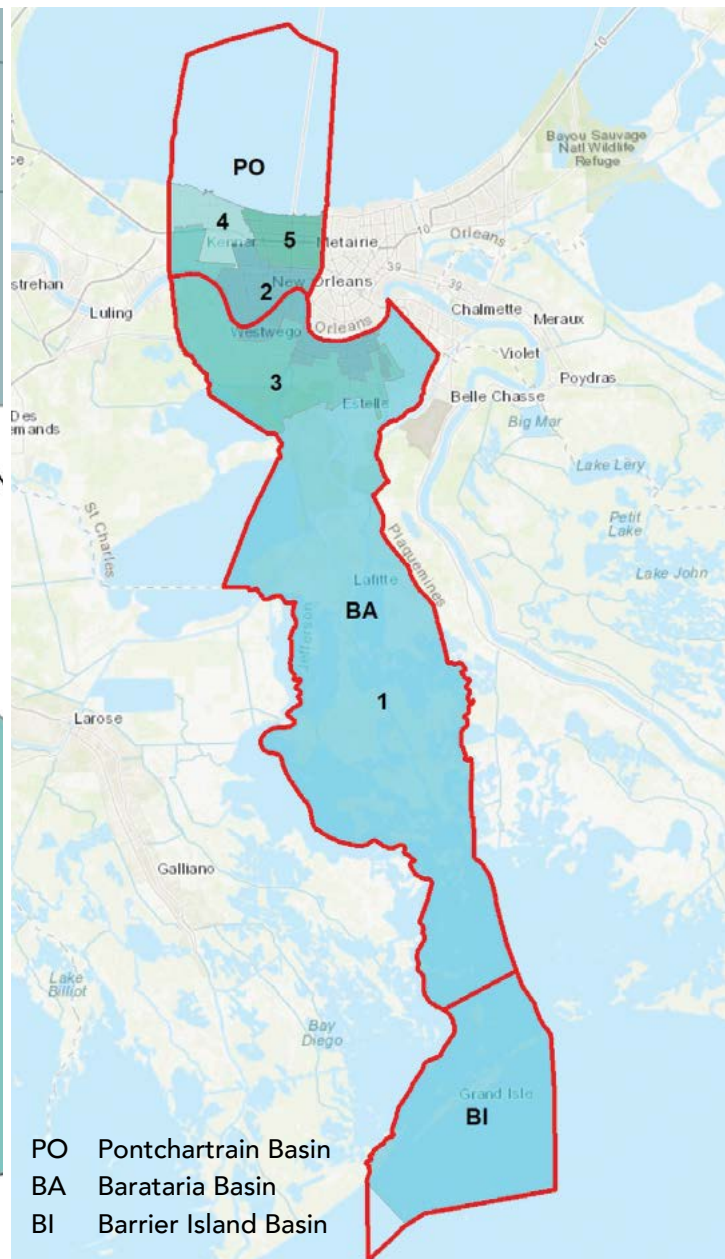 10
Bayou Sauvage
Natl Wildlife
Refuge
ce
PO
4
Kenner
5
Metairie
10
Orleans
strehan
2
New Orleans
39
39
Luling
Westwego
Orleans
Chalmette
Meraux
Violet
3
Poydras
Estelle
Belle Chasse
Des
emands
Big Mar
Lake Lery
St Charles
Petit
Lake
Plaquemines
Lake John
Lafitte
BA
Jefferson
1
Larose
Galliano
Lake
Billiot
Bay
Diego
Grand Isle
BI
PO Pontchartrain Basin
BA Barataria Basin
BI Barrier Island Basin